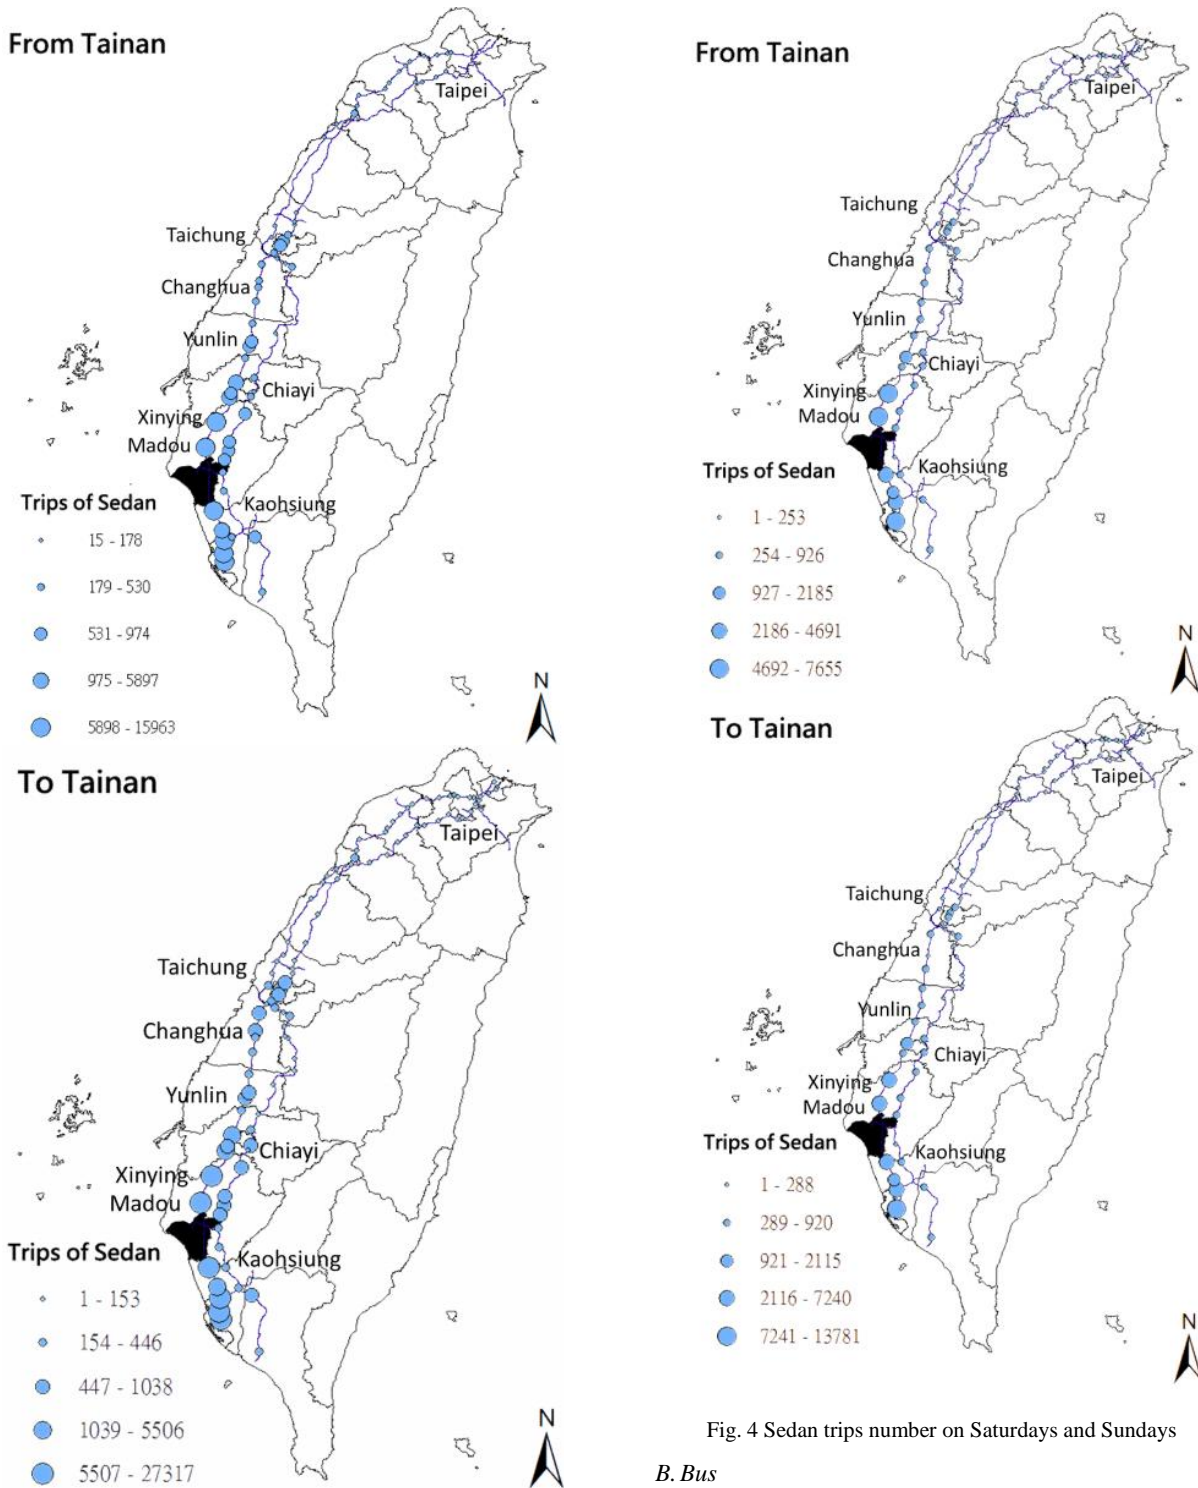 From Tainan
Taipei
Taichung
Changhua
Yunlin
Chiayi
Xinying
Madou
Kaohsiung
Trips of Sedan
15 - 178
179 - 530
531 - 974
975 - 5897
5898 - 15963
N
To Tainan
Taipei
Taichung
Changhua
Yunlin
Chiayi
Xinying
Madou
Kaohsiung
Trips of Sedan
1 - 153
154 - 446
447 - 1038
1039 - 5506
5507 - 27317
N
From Tainan
Taipei
Taichung
Changhua
Yunlin
Chiayi
Xinying
Madou
Kaohsiung
Trips of Sedan
1 - 253
254 - 926
927 - 2185
2186 - 4691
4692 - 7655
N
To Tainan
Taipei
Taichung
Changhua
Yunlin
Chiayi
Xinying
Madou
Kaohsiung
Trips of Sedan
1 - 288
289 - 920
921 - 2115
2116 - 7240
7241 - 13781
N
Fig. 4 Sedan trips number on Saturdays and Sundays
B. Bus